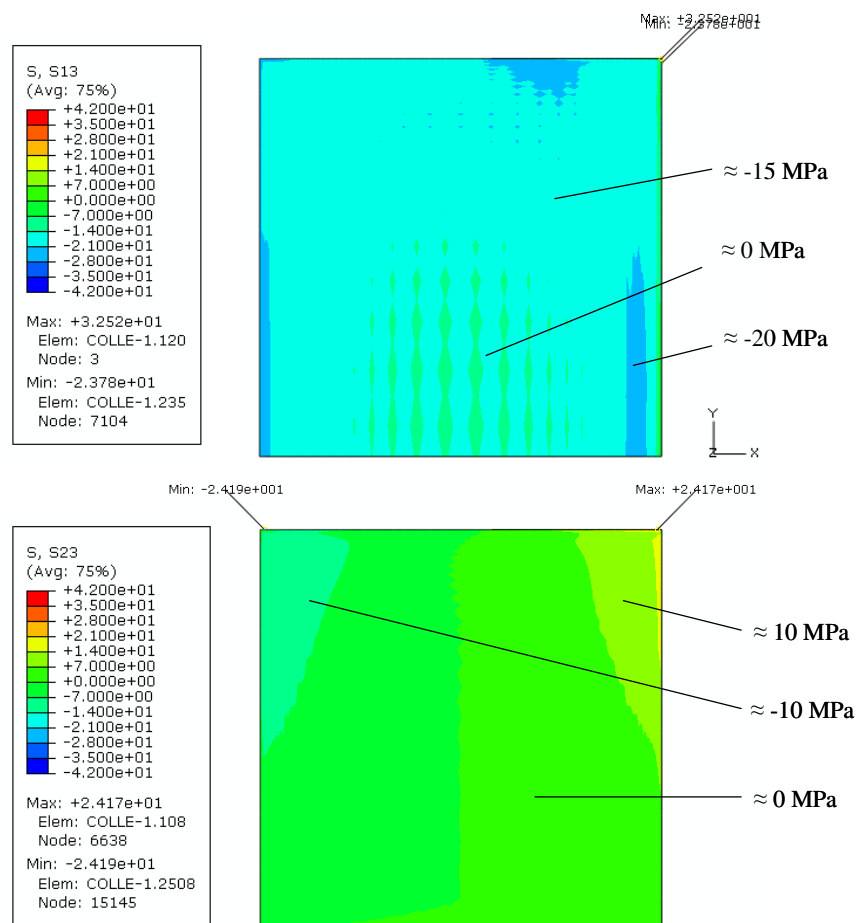 Max: +3.252e+001
Min: -2.378e+001
S, S13
(Avg: 75%)
+4.200e+01
+3.500e+01
+2.800e+01
+2.100e+01
+1.400e+01
+7.000e+00
+0.000e+00
-7.000e+00
-1.400e+01
-2.100e+01
-2.800e+01
-3.500e+01
-4.200e+01
Max: +3.252e+01
Elem: COLLE-1.120
Node: 3
Min: -2.378e+01
Elem: COLLE-1.235
Node: 7104
≈ -15 MPa
≈ 0 MPa
≈ -20 MPa
Y
Z X
Min: -2.419e+001
Max: +2.417e+001
S, S23
(Avg: 75%)
+4.200e+01
+3.500e+01
+2.800e+01
+2.100e+01
+1.400e+01
+7.000e+00
+0.000e+00
-7.000e+00
-1.400e+01
-2.100e+01
-2.800e+01
-3.500e+01
-4.200e+01
Max: +2.417e+01
Elem: COLLE-1.108
Node: 6638
Min: -2.419e+01
Elem: COLLE-1.2508
Node: 15145
≈ 10 MPa
≈ -10 MPa
≈ 0 MPa